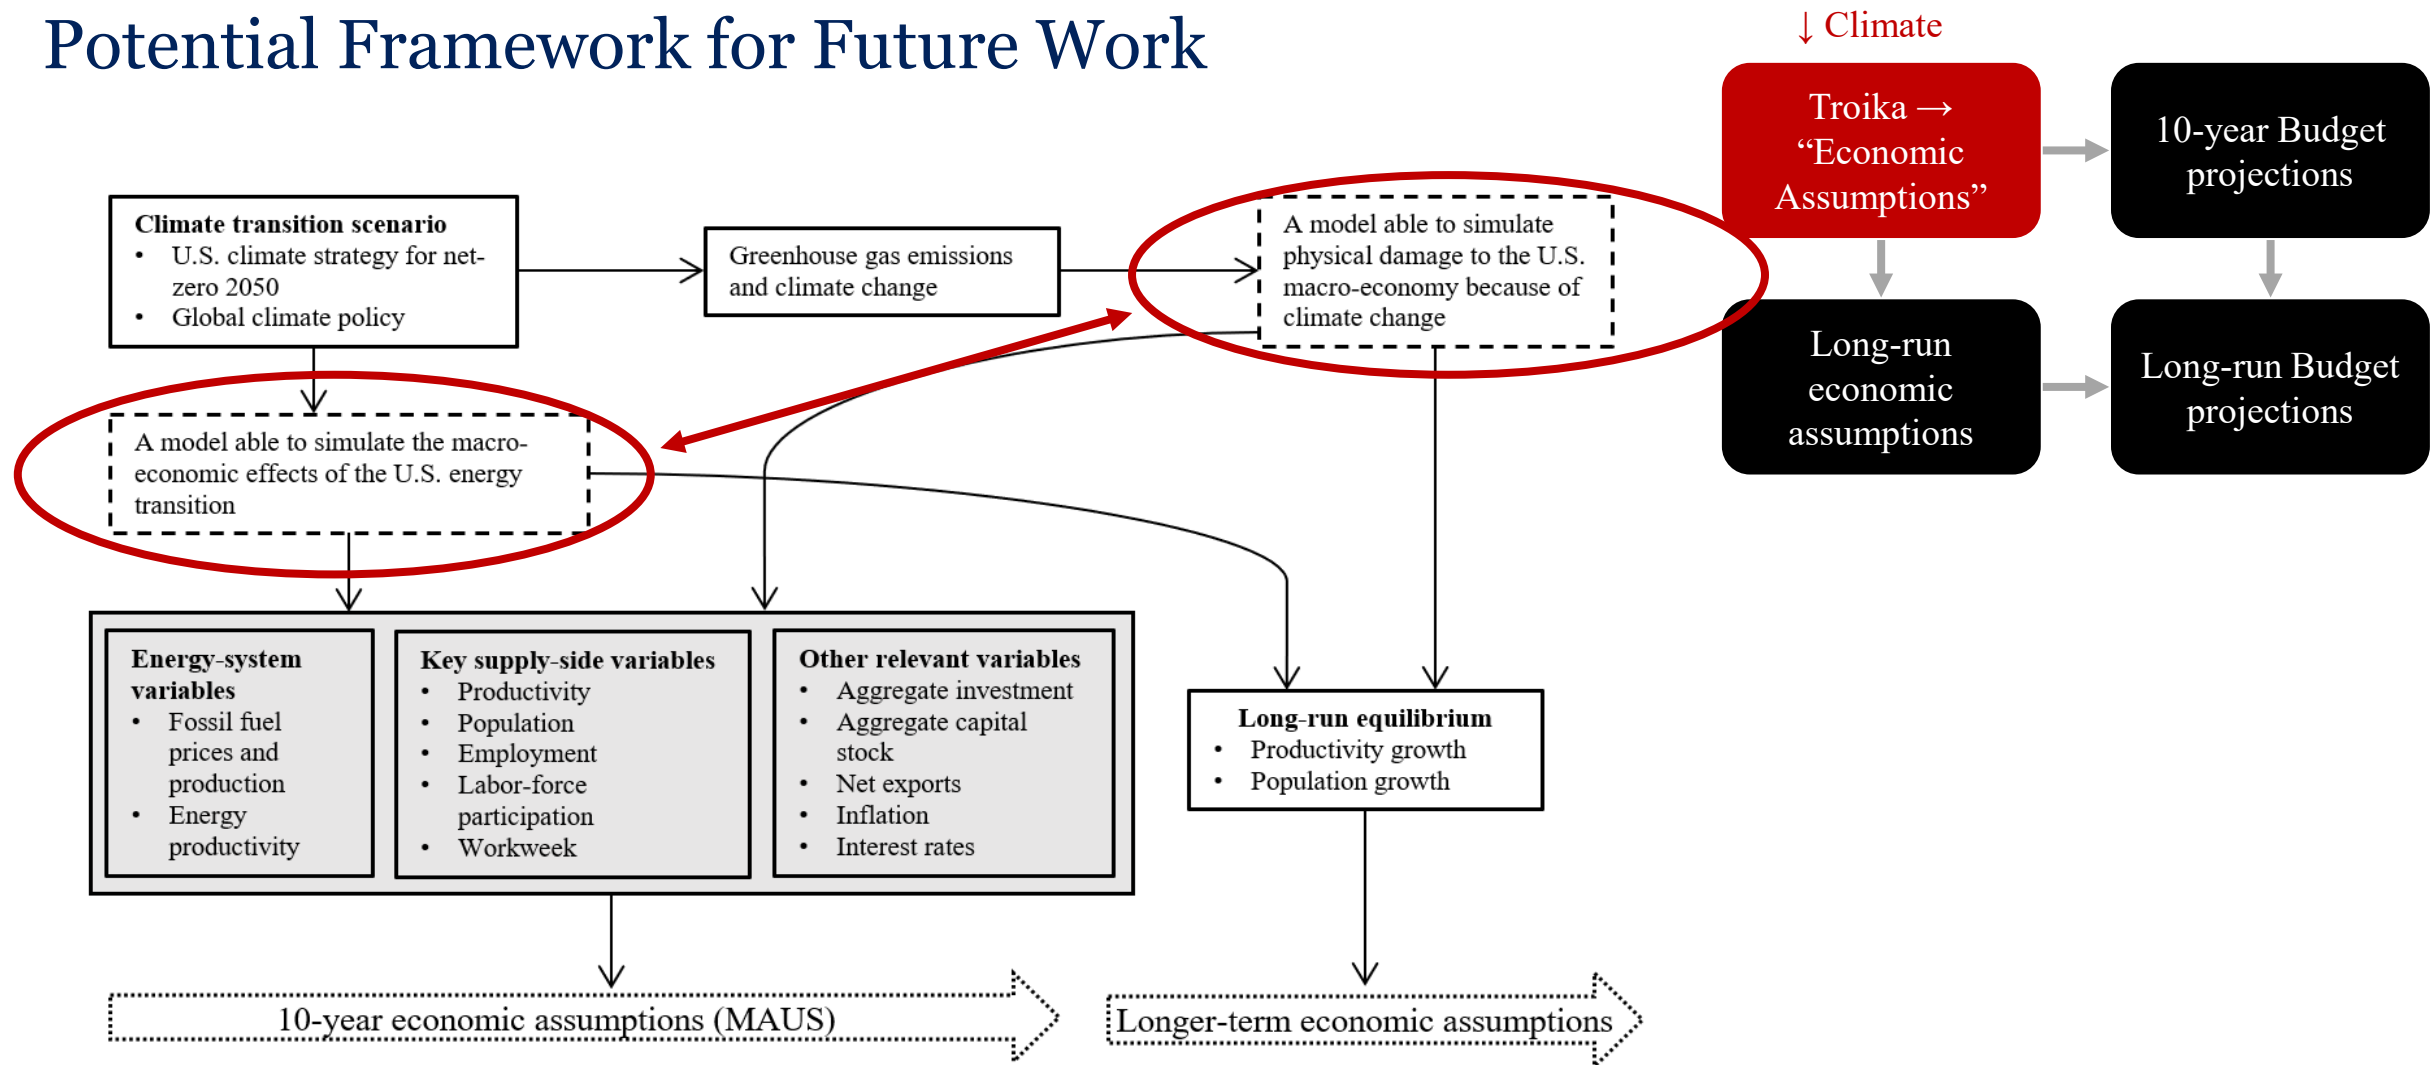 Potential Framework for Future Work
↓ Climate
Troika →
“Economic
Assumptions”
10-year Budget
projections
Long-run
economic
assumptions
Long-run Budget
projections
Climate transition scenario
• U.S. climate strategy for net-
zero 2050
• Global climate policy
Greenhouse gas emissions
and climate change
A model able to simulate
physical damage to the U.S.
macro-economy because of
climate change
A model able to simulate the macro-
economic effects of the U.S. energy
transition
Energy-system
variables
• Fossil fuel
prices and
production
• Energy
productivity
Key supply-side variables
• Productivity
• Population
• Employment
• Labor-force
participation
• Workweek
Other relevant variables
• Aggregate investment
• Aggregate capital
stock
• Net exports
• Inflation
• Interest rates
Long-run equilibrium
• Productivity growth
• Population growth
10-year economic assumptions (MAUS)
Longer-term economic assumptions